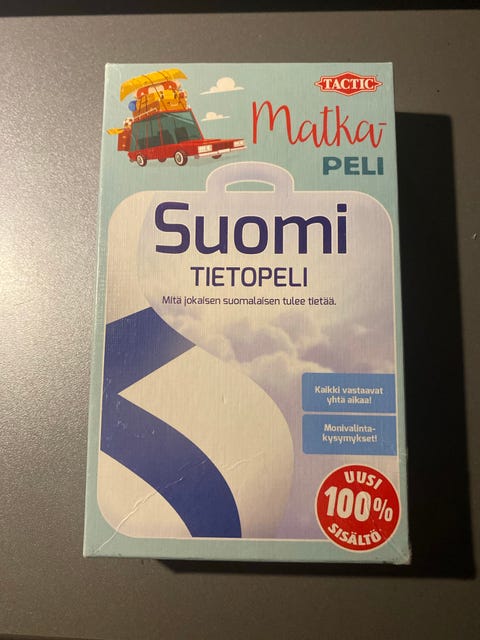 TACTIC
Matka-
PELI
Suomi
TIETOPELI
Mitä jokaisen suomalaisen tulee tietää.
Kaikki vastaavat
yhtä aikaa!
Monivalinta-
kysymykset!
UUSI
100%
SISÄLTÖ